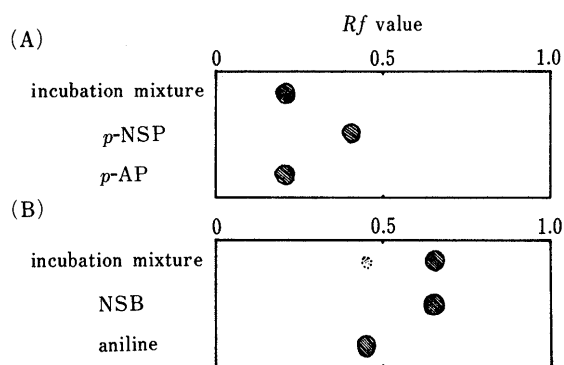 (A)
Rf value
0 0.5 1.0
incubation mixture
p-NSP
p-AP
(B)
0 0.5 1.0
incubation mixture
NSB
aniline